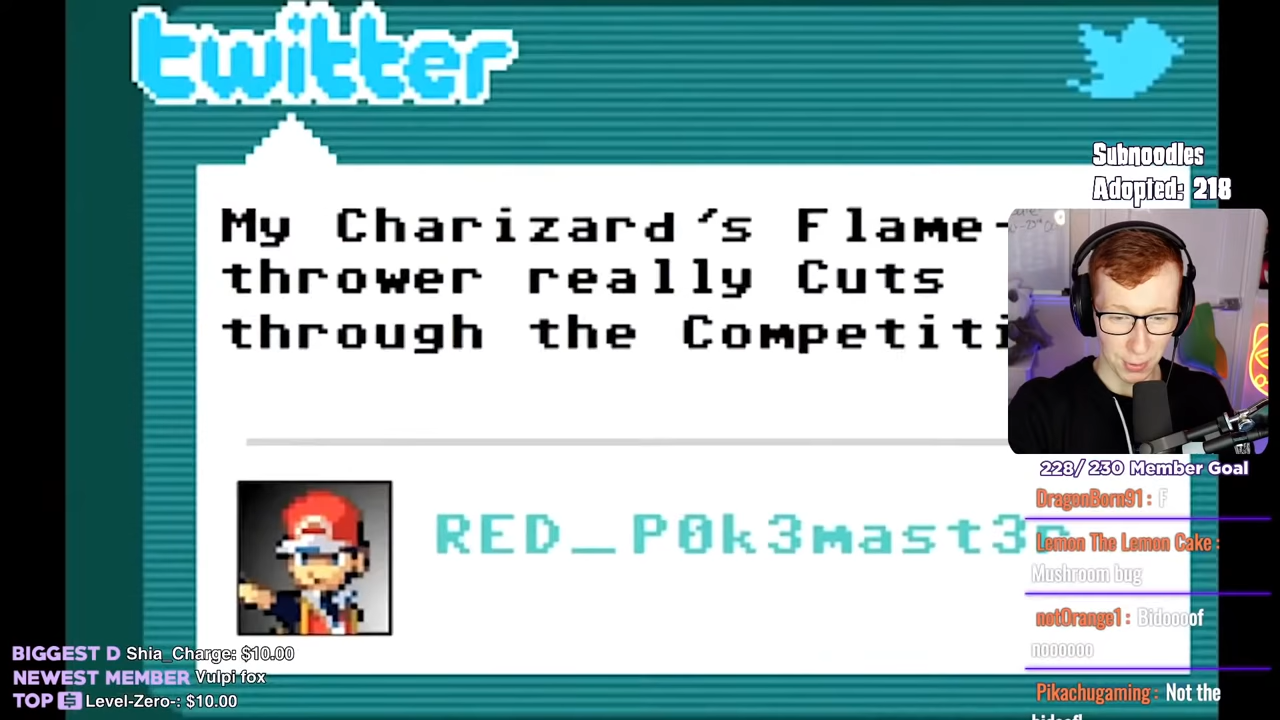 twitter
My Charizard's Flame-
thrower really Cuts
through the
RED_P0k3mast3r
Subnoodles
Adopted: 218
228/ 230 Member Goal
DragonBorn91 : F
Lemon The Lemon Cake :
Mushroom bug
notOrange1 : Bidoooof
noooooo
Pikachugaming : Not the
BIGGEST D Shia_Charge: $10.00
NEWEST MEMBER Vulpi fox
TOP Level-Zero-: $10.00